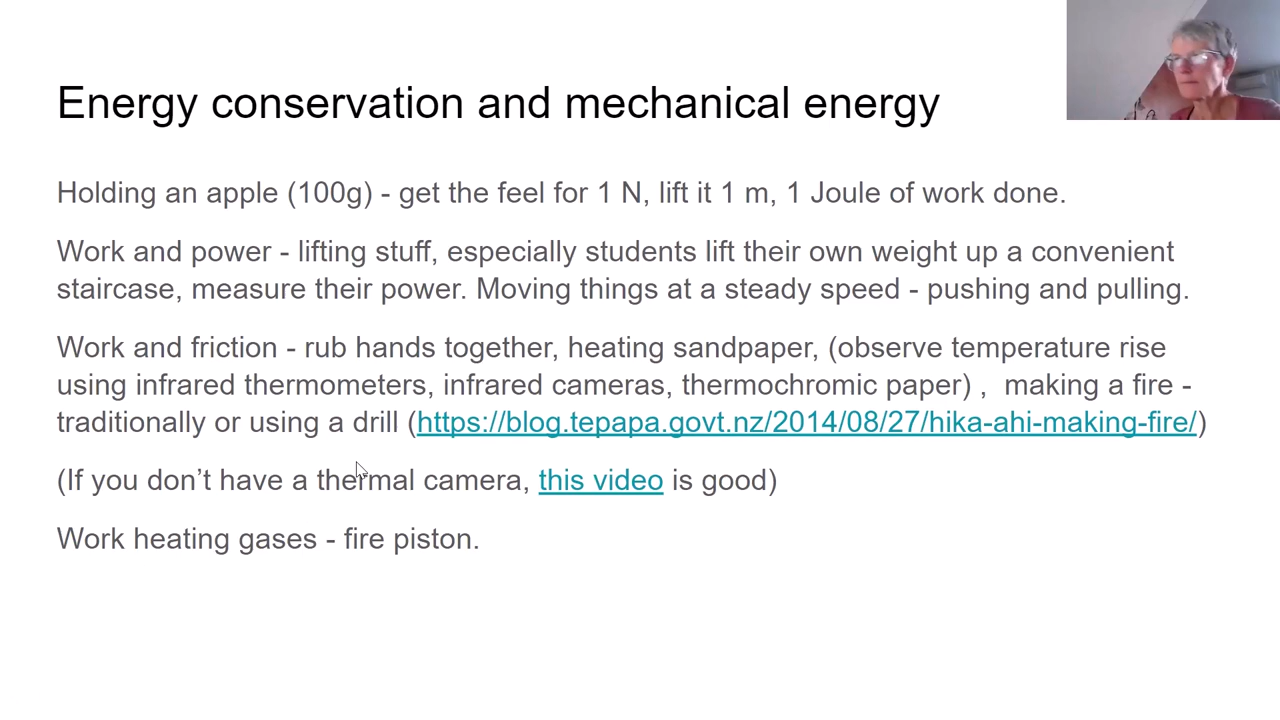 Energy conservation and mechanical energy
Holding an apple (100g) - get the feel for 1 N, lift it 1 m, 1 Joule of work done.
Work and power - lifting stuff, especially students lift their own weight up a convenient
staircase, measure their power. Moving things at a steady speed - pushing and pulling.
Work and friction - rub hands together, heating sandpaper, (observe temperature rise
using infrared thermometers, infrared cameras, thermochromic paper) ,  making a fire -
traditionally or using a drill (https://blog.tepapa.govt.nz/2014/08/27/hika-ahi-making-fire/)
(If you don’t have a thermal camera, this video is good)
Work heating gases - fire piston.